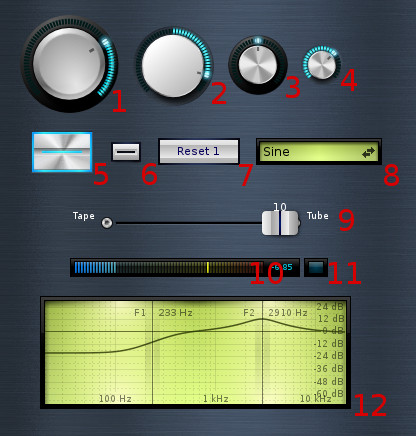 1
2
3
4
5
6
Reset 1
7
Sine
8
10
Tape
Tube
9
10
-6.85
11
F1 233 Hz F2 2910 Hz
24 dB
12 dB
0 dB
-12 dB
-24 dB
-36 dB
-48 dB
-60 dB
100 Hz 1 kHz 10 kHz
12